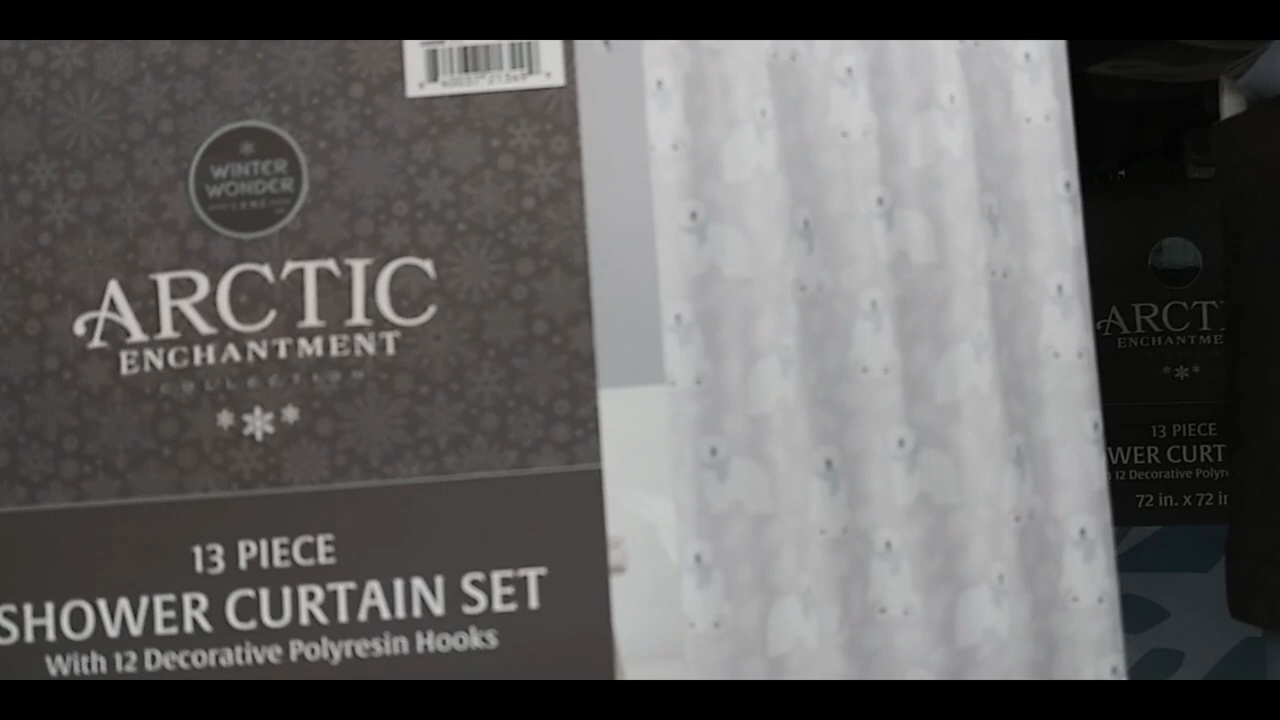 WINTER
WONDER
LANE
ARCTIC
ENCHANTMENT
COLLECTION
13 PIECE
SHOWER CURTAIN SET
With 12 Decorative Polyresin Hooks
ARCT
ENCHANTME
13 PIECE
WER CURT
12 Decorative Polyre
72 in. x 72 in